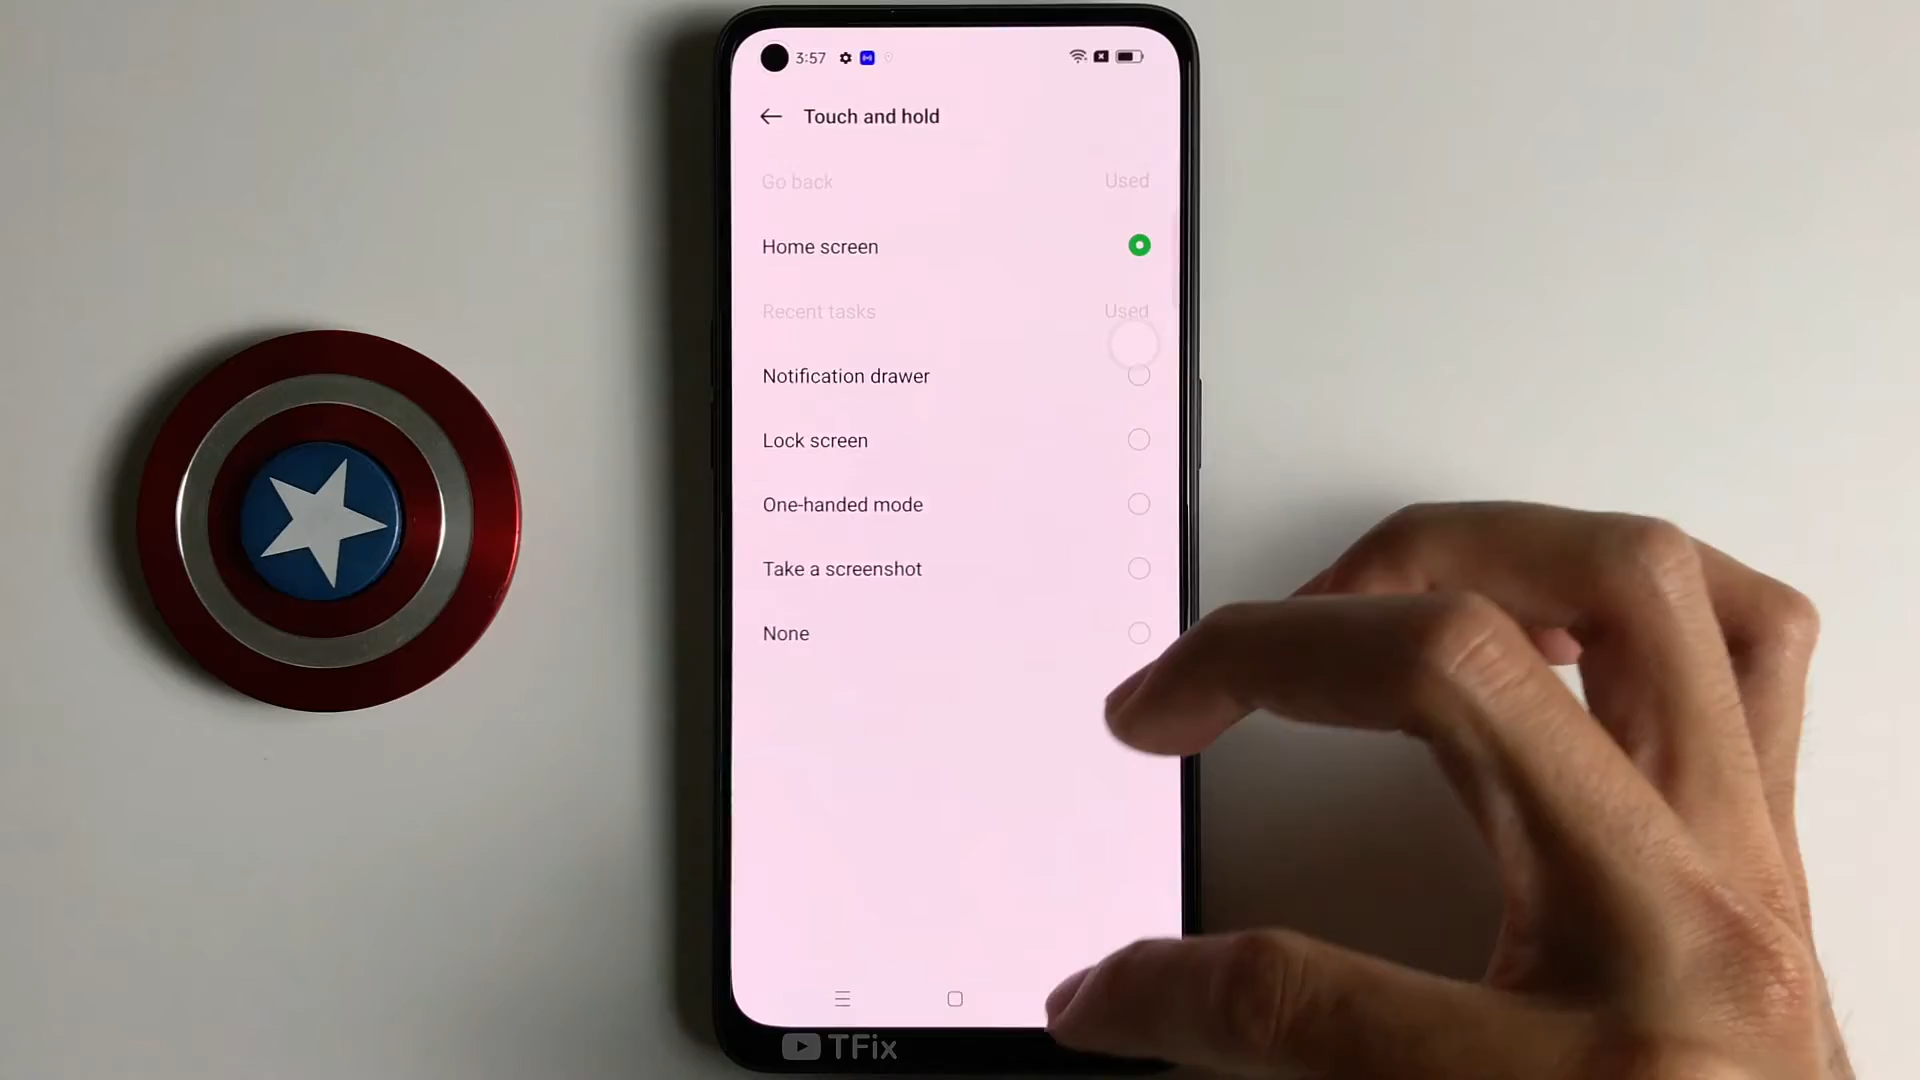 3:57
Touch and hold
Go back Used
Home screen
Recent tasks Used
Notification drawer
Lock screen
One-handed mode
Take a screenshot
None
TFix